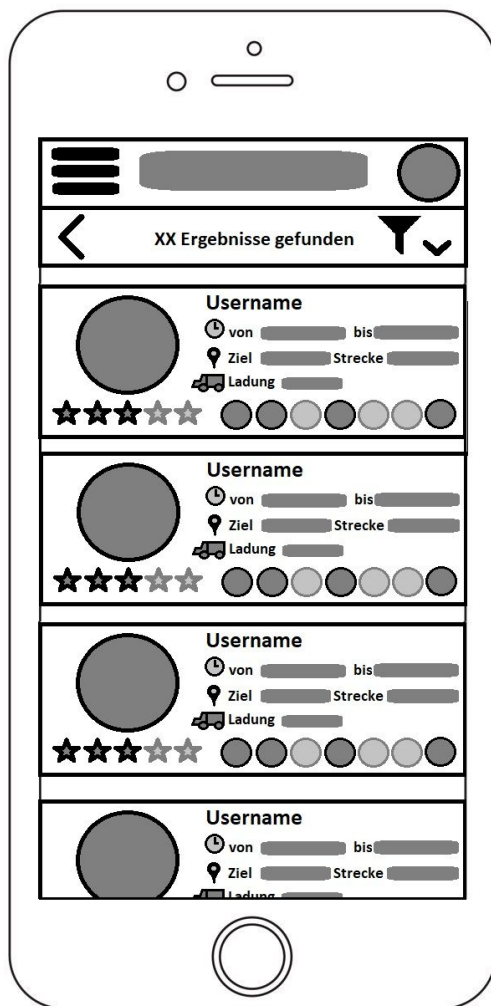 XX Ergebnisse gefunden
Username
von bis
Ziel Strecke
Ladung
Username
von bis
Ziel Strecke
Ladung
Username
von bis
Ziel Strecke
Ladung
Username
von bis
Ziel Strecke
Ladung